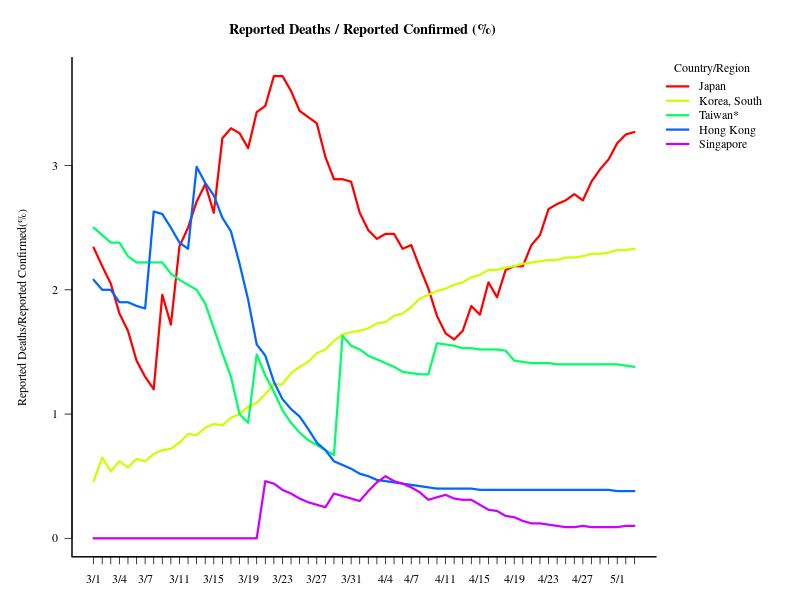 Reported Deaths / Reported Confirmed (%)
Country/Region
Japan
Korea, South
Taiwan*
Hong Kong
Singapore
Reported Deaths/Reported Confirmed(%)
3
2
1
0
3/1 3/4 3/7 3/11 3/15 3/19 3/23 3/27 3/31 4/4 4/7 4/11 4/15 4/19 4/23 4/27 5/1